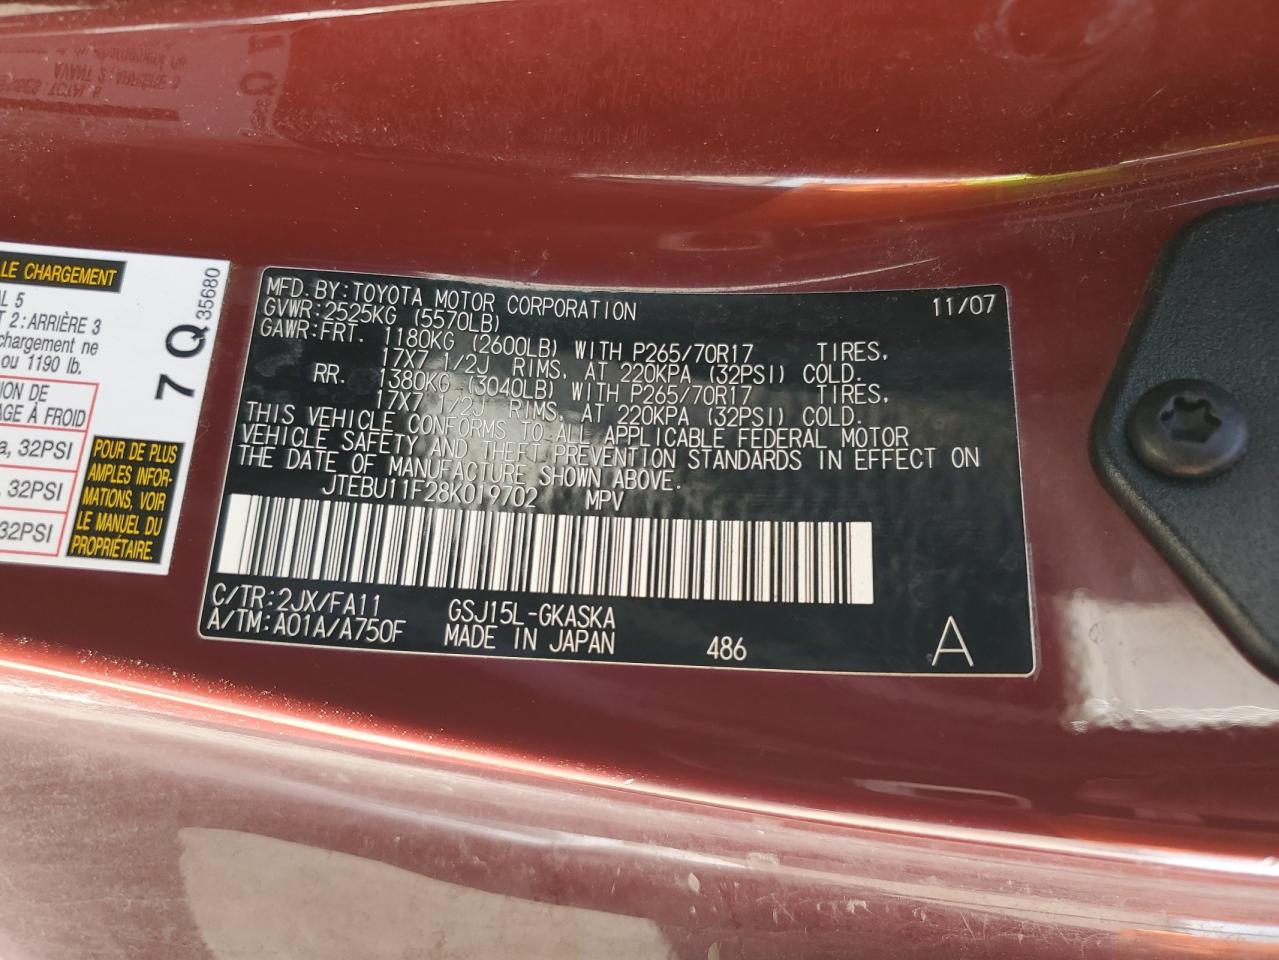 LE CHARGEMENT
AL 5
T 2 : ARRIÈRE 3
chargement ne
ou 1190 lb.
ION DE
AGE À FROID
a, 32PSI
, 32PSI
32PSI
POUR DE PLUS
AMPLES INFOR-
MATIONS, VOIR
LE MANUEL DU
PROPRIÉTAIRE.
7 Q 35680
MFD. BY: TOYOTA MOTOR CORPORATION 11/07
GVWR: 2525KG (5570LB)
GAWR: FRT. 1180KG (2600LB) WITH P265/70R17 TIRES,
17X7 1/2J RIMS, AT 220KPA (32PSI) COLD.
RR. 1380KG (3040LB) WITH P265/70R17 TIRES,
17X7 1/2J RIMS, AT 220KPA (32PSI) COLD.
THIS VEHICLE CONFORMS TO ALL APPLICABLE FEDERAL MOTOR
VEHICLE SAFETY AND THEFT PREVENTION STANDARDS IN EFFECT ON
THE DATE OF MANUFACTURE SHOWN ABOVE.
JTEBU11F28K019702 MPV
C/TR: 2JX/FA11 GSJ15L-GKASKA
A/TM: A01A/A750F MADE IN JAPAN 486 A